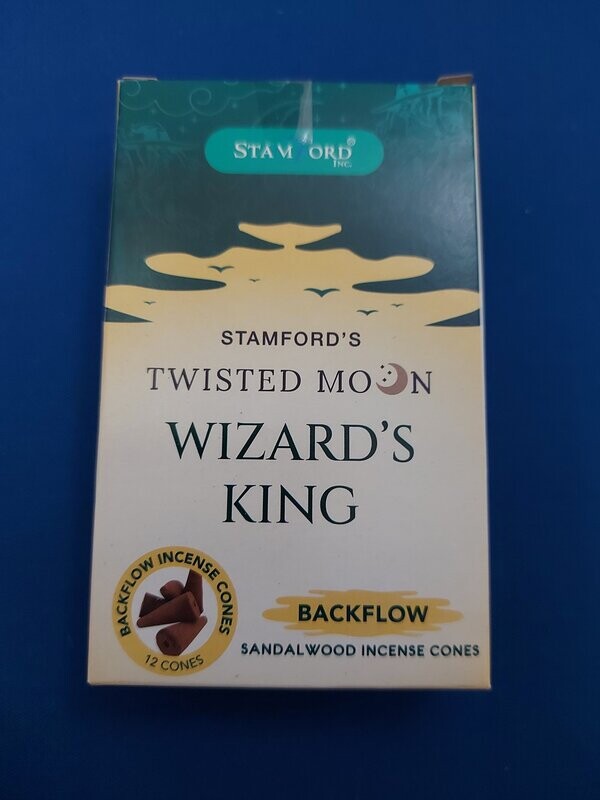 STAMFORD®
INC.
STAMFORD'S
TWISTED MOON
WIZARD'S
KING
BACKFLOW INCENSE CONES
12 CONES
BACKFLOW
SANDALWOOD INCENSE CONES